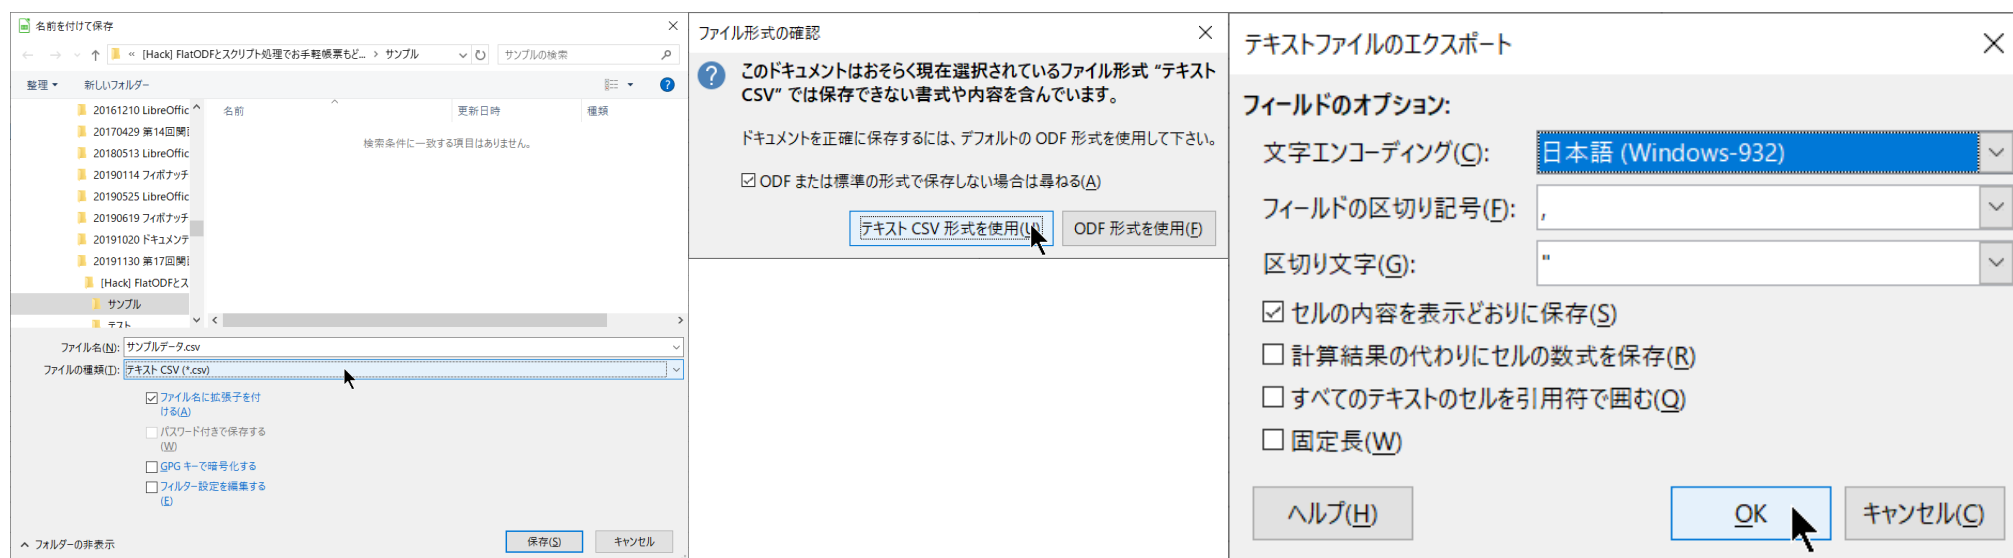 名前を付けて保存
« [Hack] FlatODFとスクリプト処理でお手軽帳票もど... › サンプル
サンプルの検索
整理
新しいフォルダー
名前
更新日時
種類
検索条件に一致する項目はありません。
20161210 LibreOffic
20170429 第14回関
20180513 LibreOffic
20190114 フィボナッチ
20190525 LibreOffic
20190619 フィボナッチ
20191020 ドキュメンテ
20191130 第17回関
[Hack] FlatODFとス
サンプル
テスト
ファイル名(N): サンプルデータ.csv
ファイルの種類(T): テキスト CSV (*.csv)
ファイル名に拡張子を付
ける(A)
パスワード付きで保存する
(W)
GPG キーで暗号化する
フィルター設定を編集する
(E)
フォルダーの非表示
保存(S)
キャンセル
ファイル形式の確認
このドキュメントはおそらく現在選択されているファイル形式 “テキスト
CSV” では保存できない書式や内容を含んでいます。
ドキュメントを正確に保存するには、デフォルトの ODF 形式を使用して下さい。
ODF または標準の形式で保存しない場合は尋ねる(A)
テキスト CSV 形式を使用(U)
ODF 形式を使用(F)
テキストファイルのエクスポート
フィールドのオプション:
文字エンコーディング(C): 日本語 (Windows-932)
フィールドの区切り記号(F): ,
区切り文字(G): "
セルの内容を表示どおりに保存(S)
計算結果の代わりにセルの数式を保存(R)
すべてのテキストのセルを引用符で囲む(Q)
固定長(W)
ヘルプ(H)
OK
キャンセル(C)